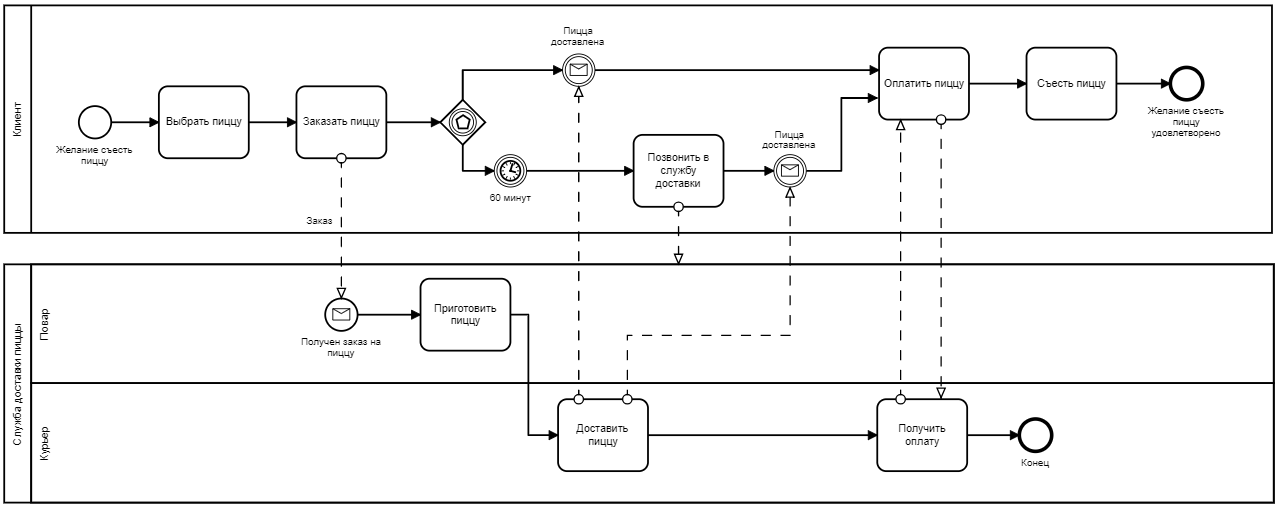 Клиент
Желание съесть
пиццу
Выбрать пиццу
Заказать пиццу
Заказ
Пицца
доставлена
60 минут
Позвонить в
службу
доставки
Пицца
доставлена
Оплатить пиццу
Съесть пиццу
Желание съесть
пиццу
удовлетворено
Служба доставки пиццы
Повар
Получен заказ на
пиццу
Приготовить
пиццу
Курьер
Доставить
пиццу
Получить
оплату
Конец